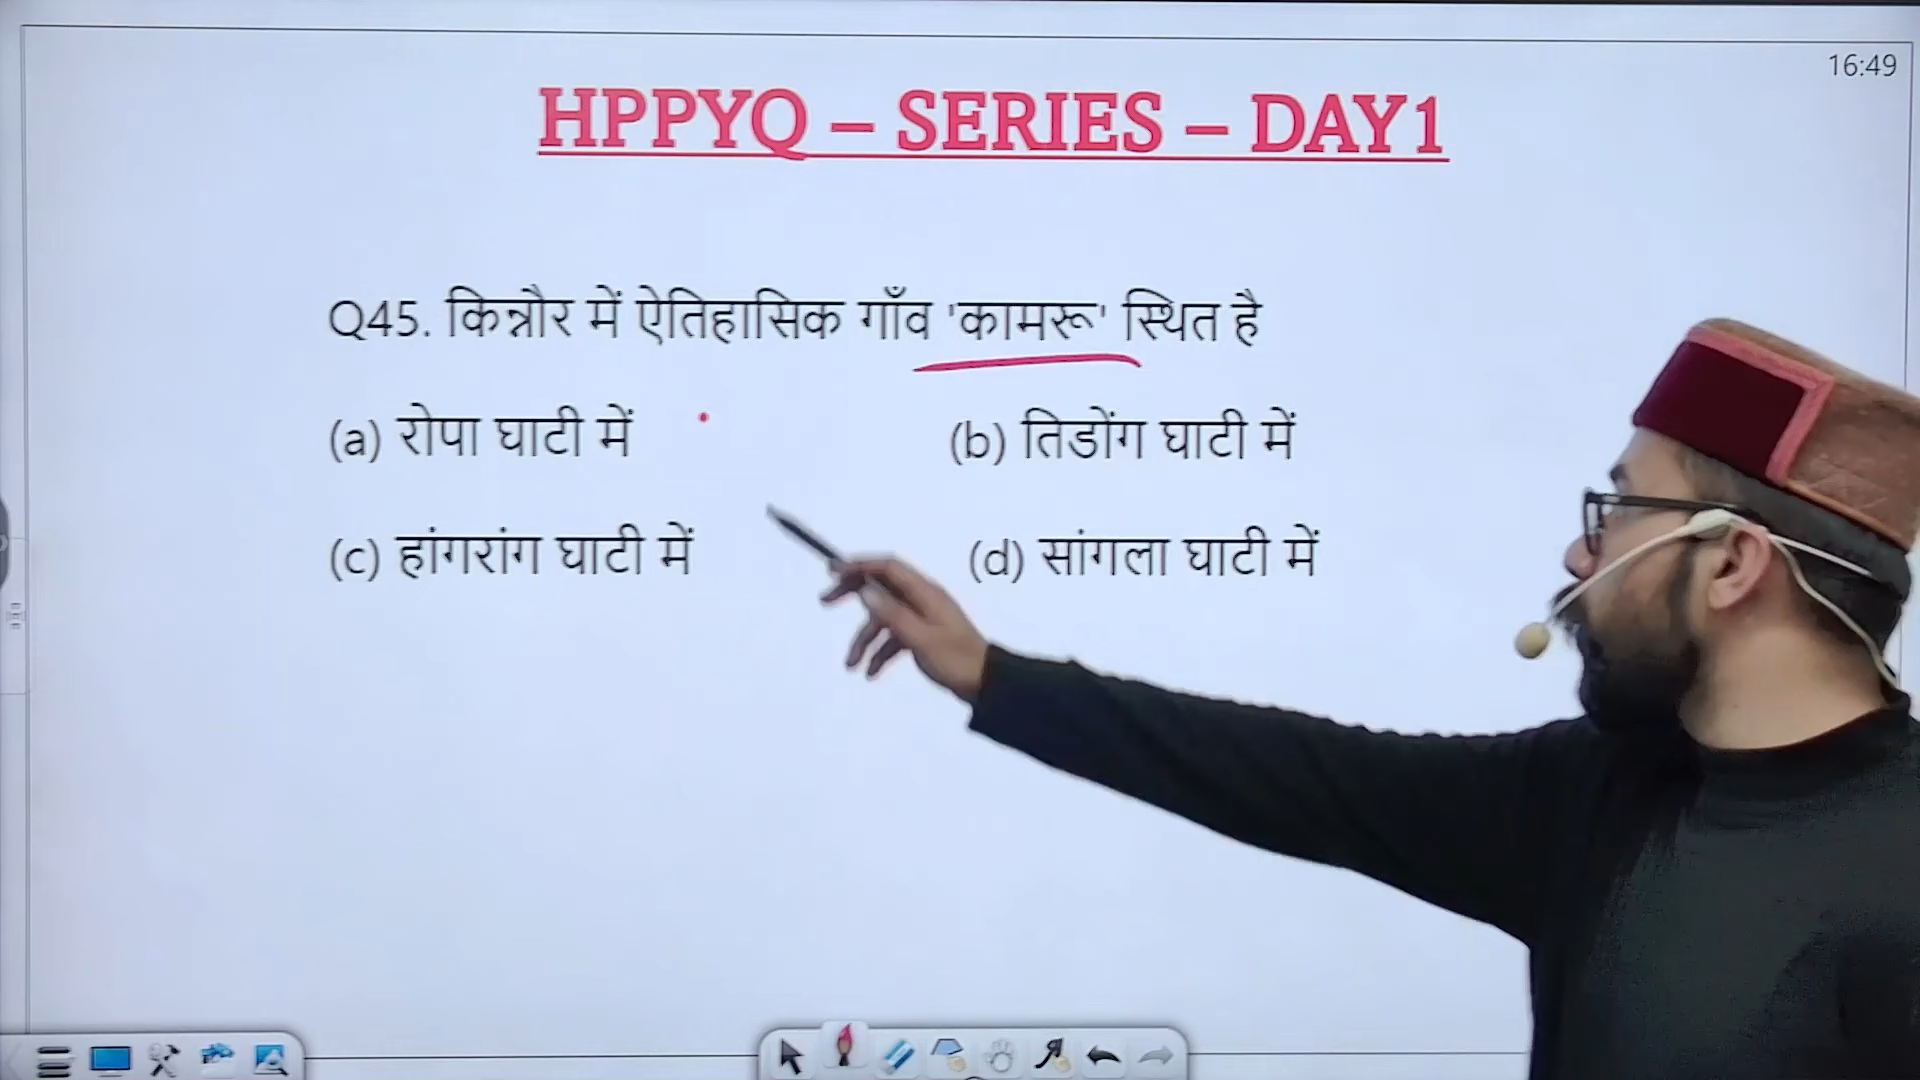 16:49
HPPYQ – SERIES – DAY1
Q45. किन्नौर में ऐतिहासिक गाँव 'कामरू' स्थित है
(a) रोपा घाटी में (b) तिडोंग घाटी में
(c) हांगरांग घाटी में (d) सांगला घाटी में